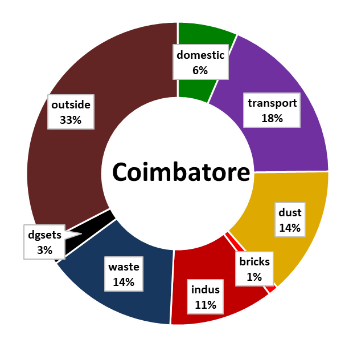 domestic
6%
transport
18%
dust
14%
bricks
1%
indus
11%
waste
14%
dgsets
3%
outside
33%
Coimbatore